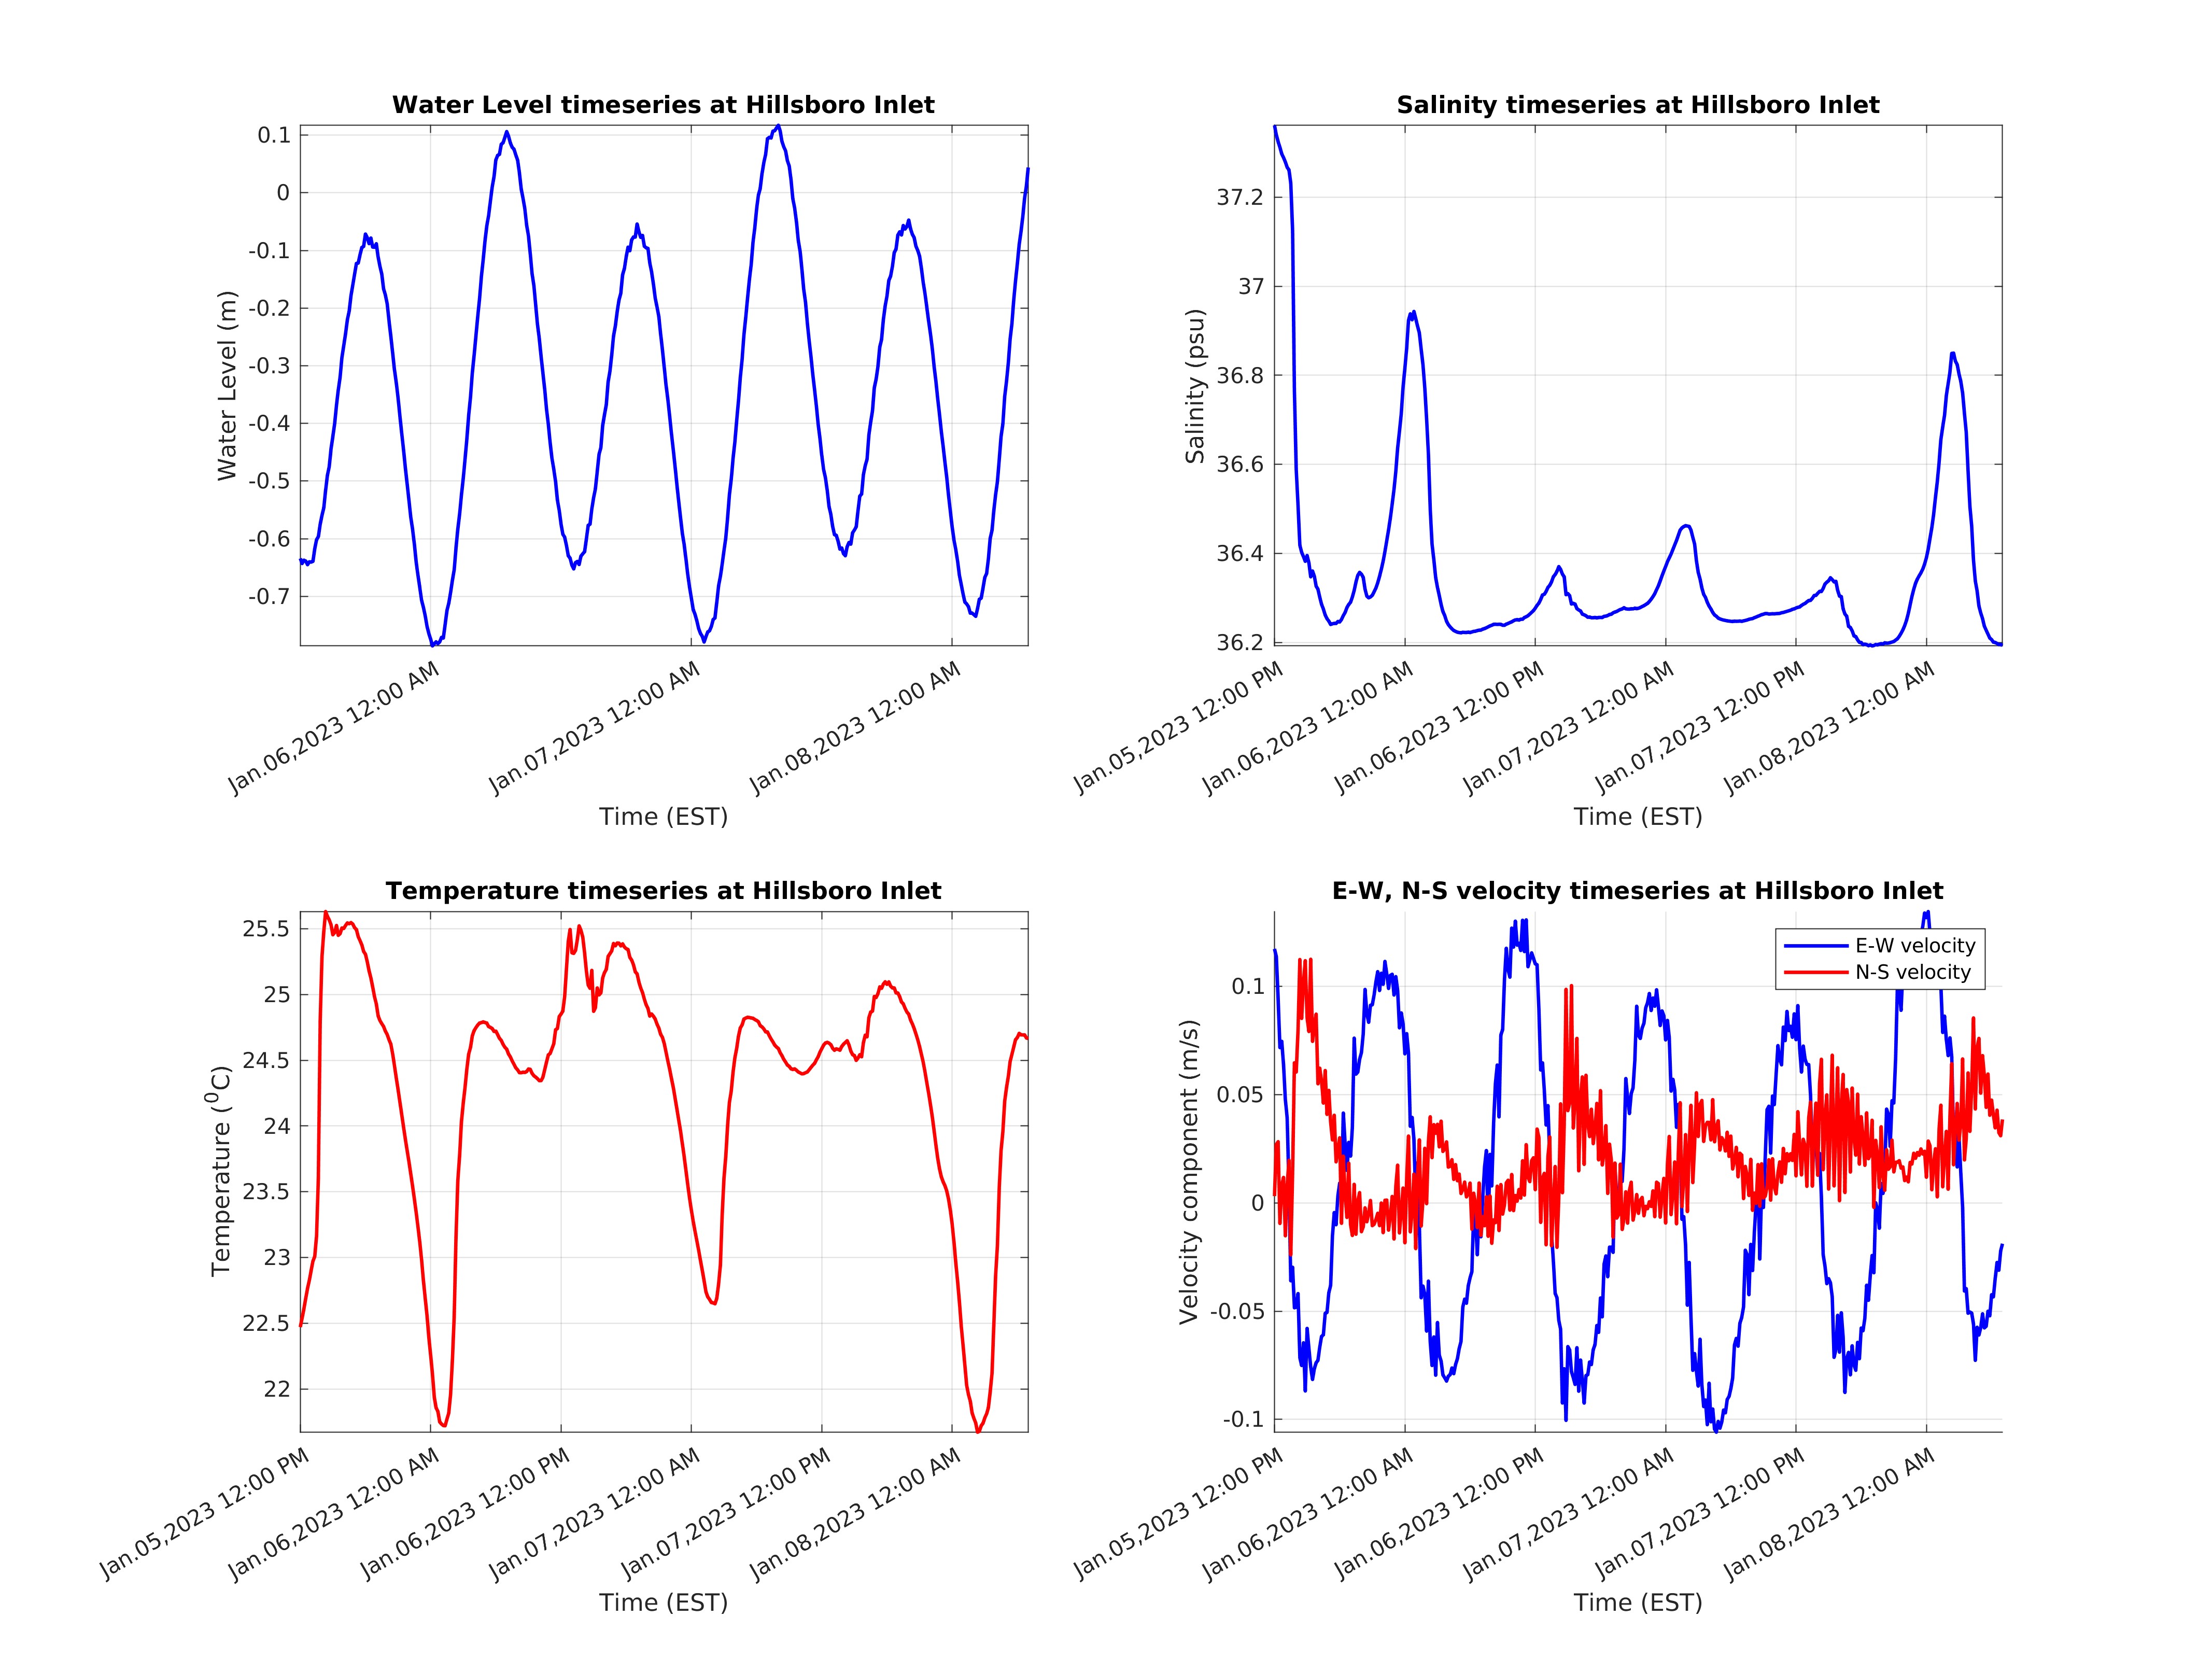 Water Level timeseries at Hillsboro Inlet
0.1
0
-0.1
-0.2
-0.3
-0.4
-0.5
-0.6
-0.7
Water Level (m)
Jan.06,2023 12:00 AM
Jan.07,2023 12:00 AM
Jan.08,2023 12:00 AM
Time (EST)
Salinity timeseries at Hillsboro Inlet
37.2
37
36.8
36.6
36.4
36.2
Salinity (psu)
Jan.05,2023 12:00 PM
Jan.06,2023 12:00 AM
Jan.06,2023 12:00 PM
Jan.07,2023 12:00 AM
Jan.07,2023 12:00 PM
Jan.08,2023 12:00 AM
Time (EST)
Temperature timeseries at Hillsboro Inlet
25.5
25
24.5
24
23.5
23
22.5
22
Temperature (⁰C)
Jan.05,2023 12:00 PM
Jan.06,2023 12:00 AM
Jan.06,2023 12:00 PM
Jan.07,2023 12:00 AM
Jan.07,2023 12:00 PM
Jan.08,2023 12:00 AM
Time (EST)
E-W, N-S velocity timeseries at Hillsboro Inlet
E-W velocity
N-S velocity
0.1
0.05
0
-0.05
-0.1
Velocity component (m/s)
Jan.05,2023 12:00 PM
Jan.06,2023 12:00 AM
Jan.06,2023 12:00 PM
Jan.07,2023 12:00 AM
Jan.07,2023 12:00 PM
Jan.08,2023 12:00 AM
Time (EST)